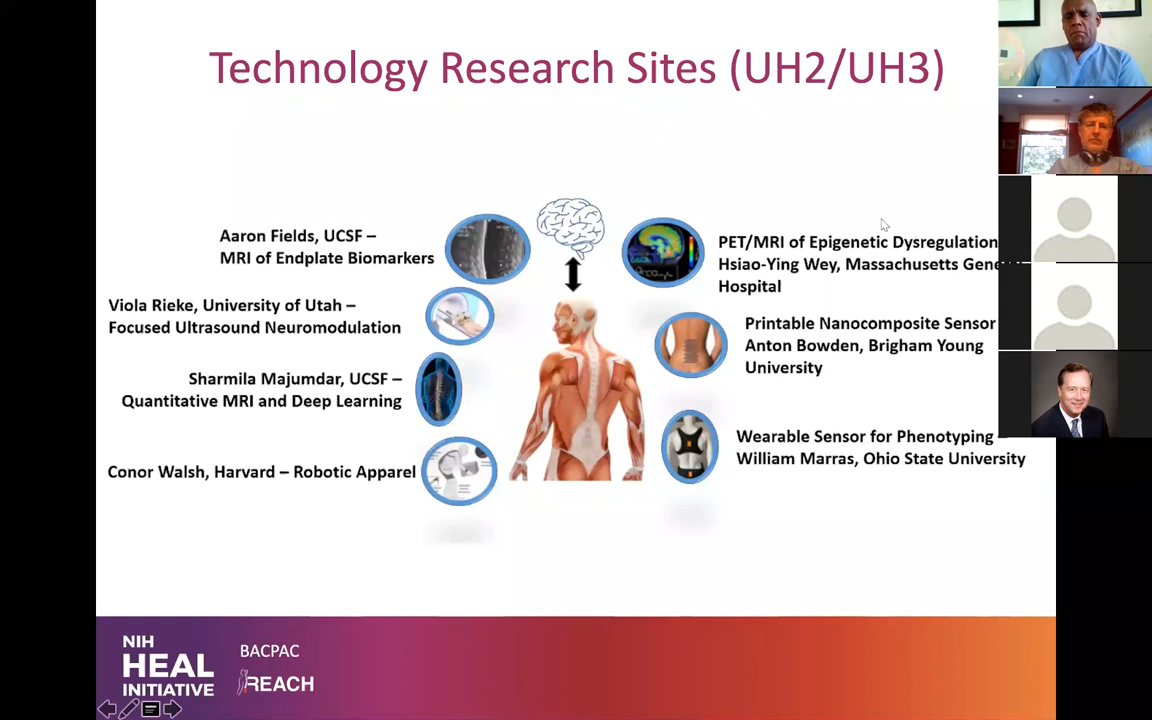 Technology Research Sites (UH2/UH3)
Aaron Fields, UCSF –
MRI of Endplate Biomarkers
Viola Rieke, University of Utah –
Focused Ultrasound Neuromodulation
Sharmila Majumdar, UCSF –
Quantitative MRI and Deep Learning
Conor Walsh, Harvard – Robotic Apparel
PET/MRI of Epigenetic Dysregulation
Hsiao-Ying Wey, Massachusetts
Hospital
Printable Nanocomposite Sensor
Anton Bowden, Brigham Young
University
Wearable Sensor for Phenotyping –
William Marras, Ohio State University
NIH
HEAL
INITIATIVE
BACPAC
REACH